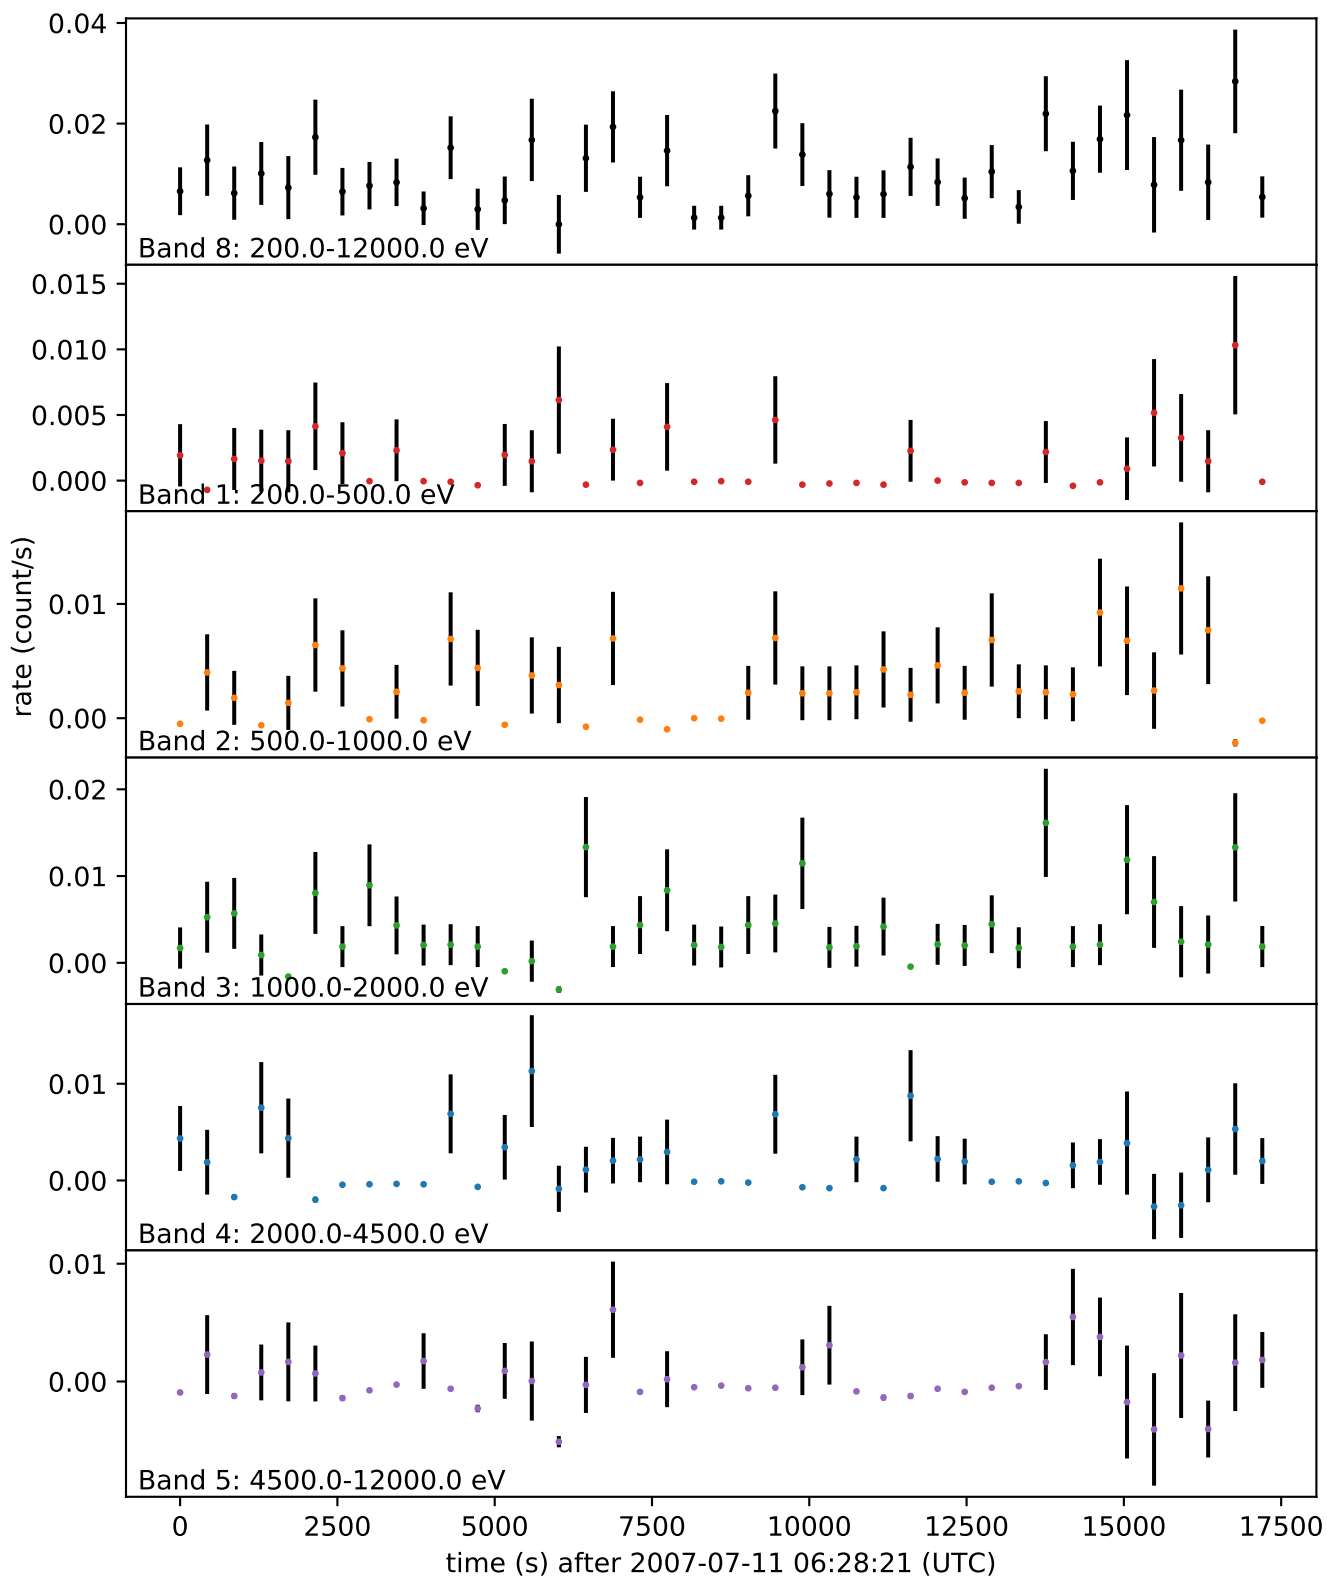 0.04
0.02
0.00
Band 8: 200.0-12000.0 eV
0.015
0.010
0.005
0.000
Band 1: 200.0-500.0 eV
rate (count/s)
0.01
0.00
Band 2: 500.0-1000.0 eV
0.02
0.01
0.00
Band 3: 1000.0-2000.0 eV
0.01
0.00
Band 4: 2000.0-4500.0 eV
0.01
0.00
Band 5: 4500.0-12000.0 eV
0 2500 5000 7500 10000 12500 15000 17500
time (s) after 2007-07-11 06:28:21 (UTC)